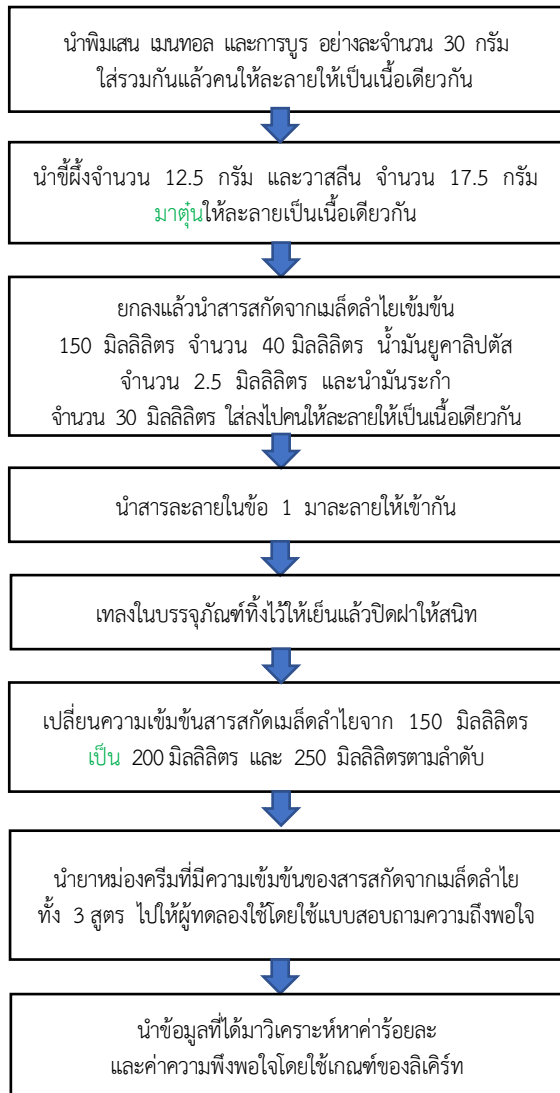 นำพิมเสน เมนทอล และการบูร อย่างละจำนวน 30 กรัม
ใส่รวมกันแล้วคนให้ละลายให้เป็นเนื้อเดียวกัน
นำขี้ผึ้งจำนวน 12.5 กรัม และวาสลีน จำนวน 17.5 กรัม
มาตุ๋นให้ละลายเป็นเนื้อเดียวกัน
ยกลงแล้วนำสารสกัดจากเมล็ดลำไยเข้มข้น
150 มิลลิลิตร จำนวน 40 มิลลิลิตร น้ำมันยูคาลิปตัส
จำนวน 2.5 มิลลิลิตร และนำมันระกำ
จำนวน 30 มิลลิลิตร ใส่ลงไปคนให้ละลายให้เป็นเนื้อเดียวกัน
นำสารละลายในข้อ 1 มาละลายให้เข้ากัน
เทลงในบรรจุภัณฑ์ทิ้งไว้ให้เย็นแล้วปิดฝาให้สนิท
เปลี่ยนความเข้มข้นสารสกัดเมล็ดลำไยจาก 150 มิลลิลิตร
เป็น 200 มิลลิลิตร และ 250 มิลลิลิตรตามลำดับ
นำยาหม่องครีมที่มีความเข้มข้นของสารสกัดจากเมล็ดลำไย
ทั้ง 3 สูตร ไปให้ผู้ทดลองใช้โดยใช้แบบสอบถามความถึงพอใจ
นำข้อมูลที่ได้มาวิเคราะห์หาค่าร้อยละ
และค่าความพึงพอใจโดยใช้เกณฑ์ของลิเคิร์ท